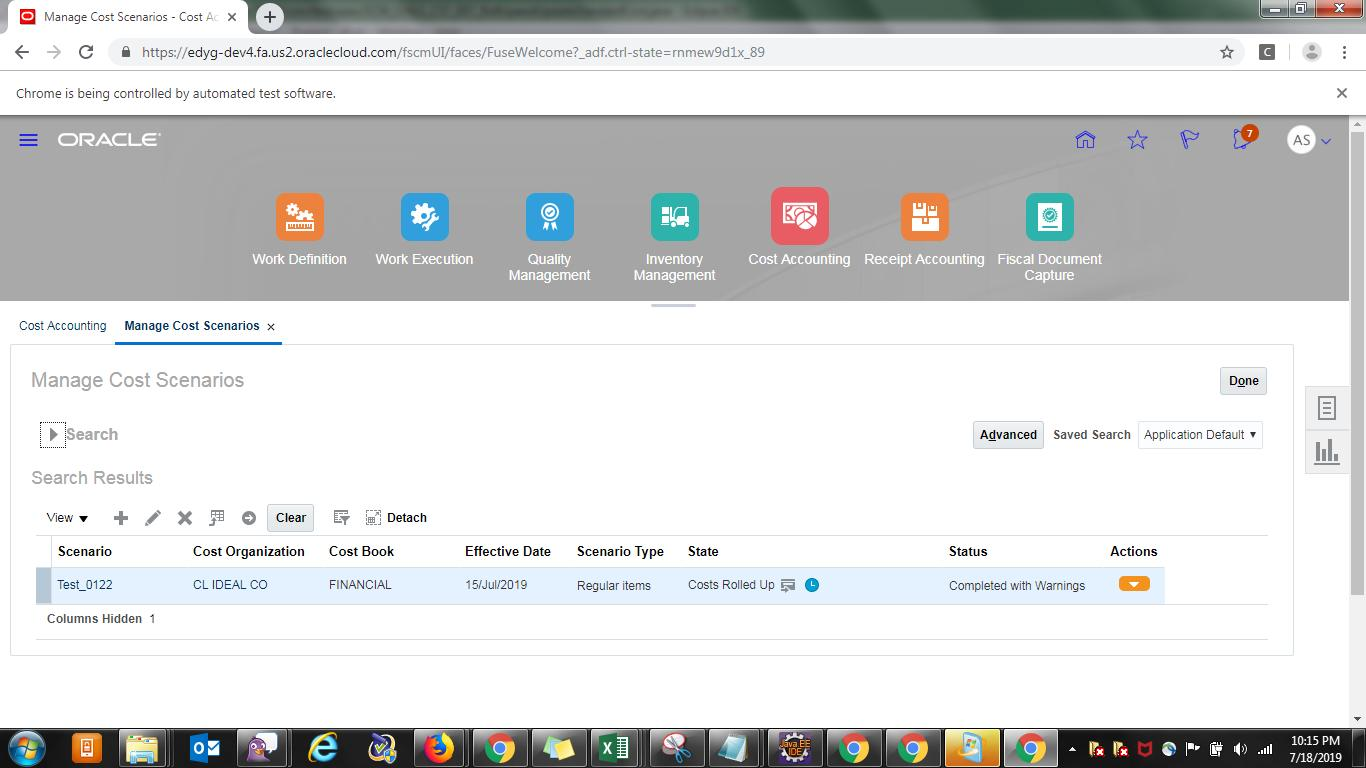 Manage Cost Scenarios - Cost Ac
https://edyg-dev4.fa.us2.oraclecloud.com/fscmUI/faces/FuseWelcome?_adf.ctrl-state=rnmew9d1x_89
C
Chrome is being controlled by automated test software.
ORACLE
7
AS
Work Definition
Work Execution
Quality Management
Inventory Management
Cost Accounting
Receipt Accounting
Fiscal Document Capture
Cost Accounting
Manage Cost Scenarios
Manage Cost Scenarios
Done
Search
Advanced
Saved Search
Application Default
Search Results
View
Clear
Detach
Scenario Cost Organization Cost Book Effective Date Scenario Type State Status Actions
Test_0122 CL IDEAL CO FINANCIAL 15/Jul/2019 Regular items Costs Rolled Up Completed with Warnings
Columns Hidden 1
Java EE IDE
10:15 PM
7/18/2019